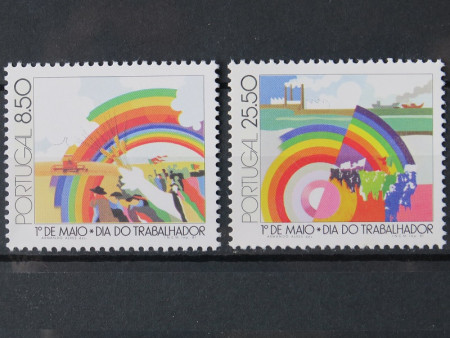 PORTUGAL 8.50
1º DE MAIO * DIA DO TRABALHADOR
PORTUGAL 25.50
1º DE MAIO * DIA DO TRABALHADOR